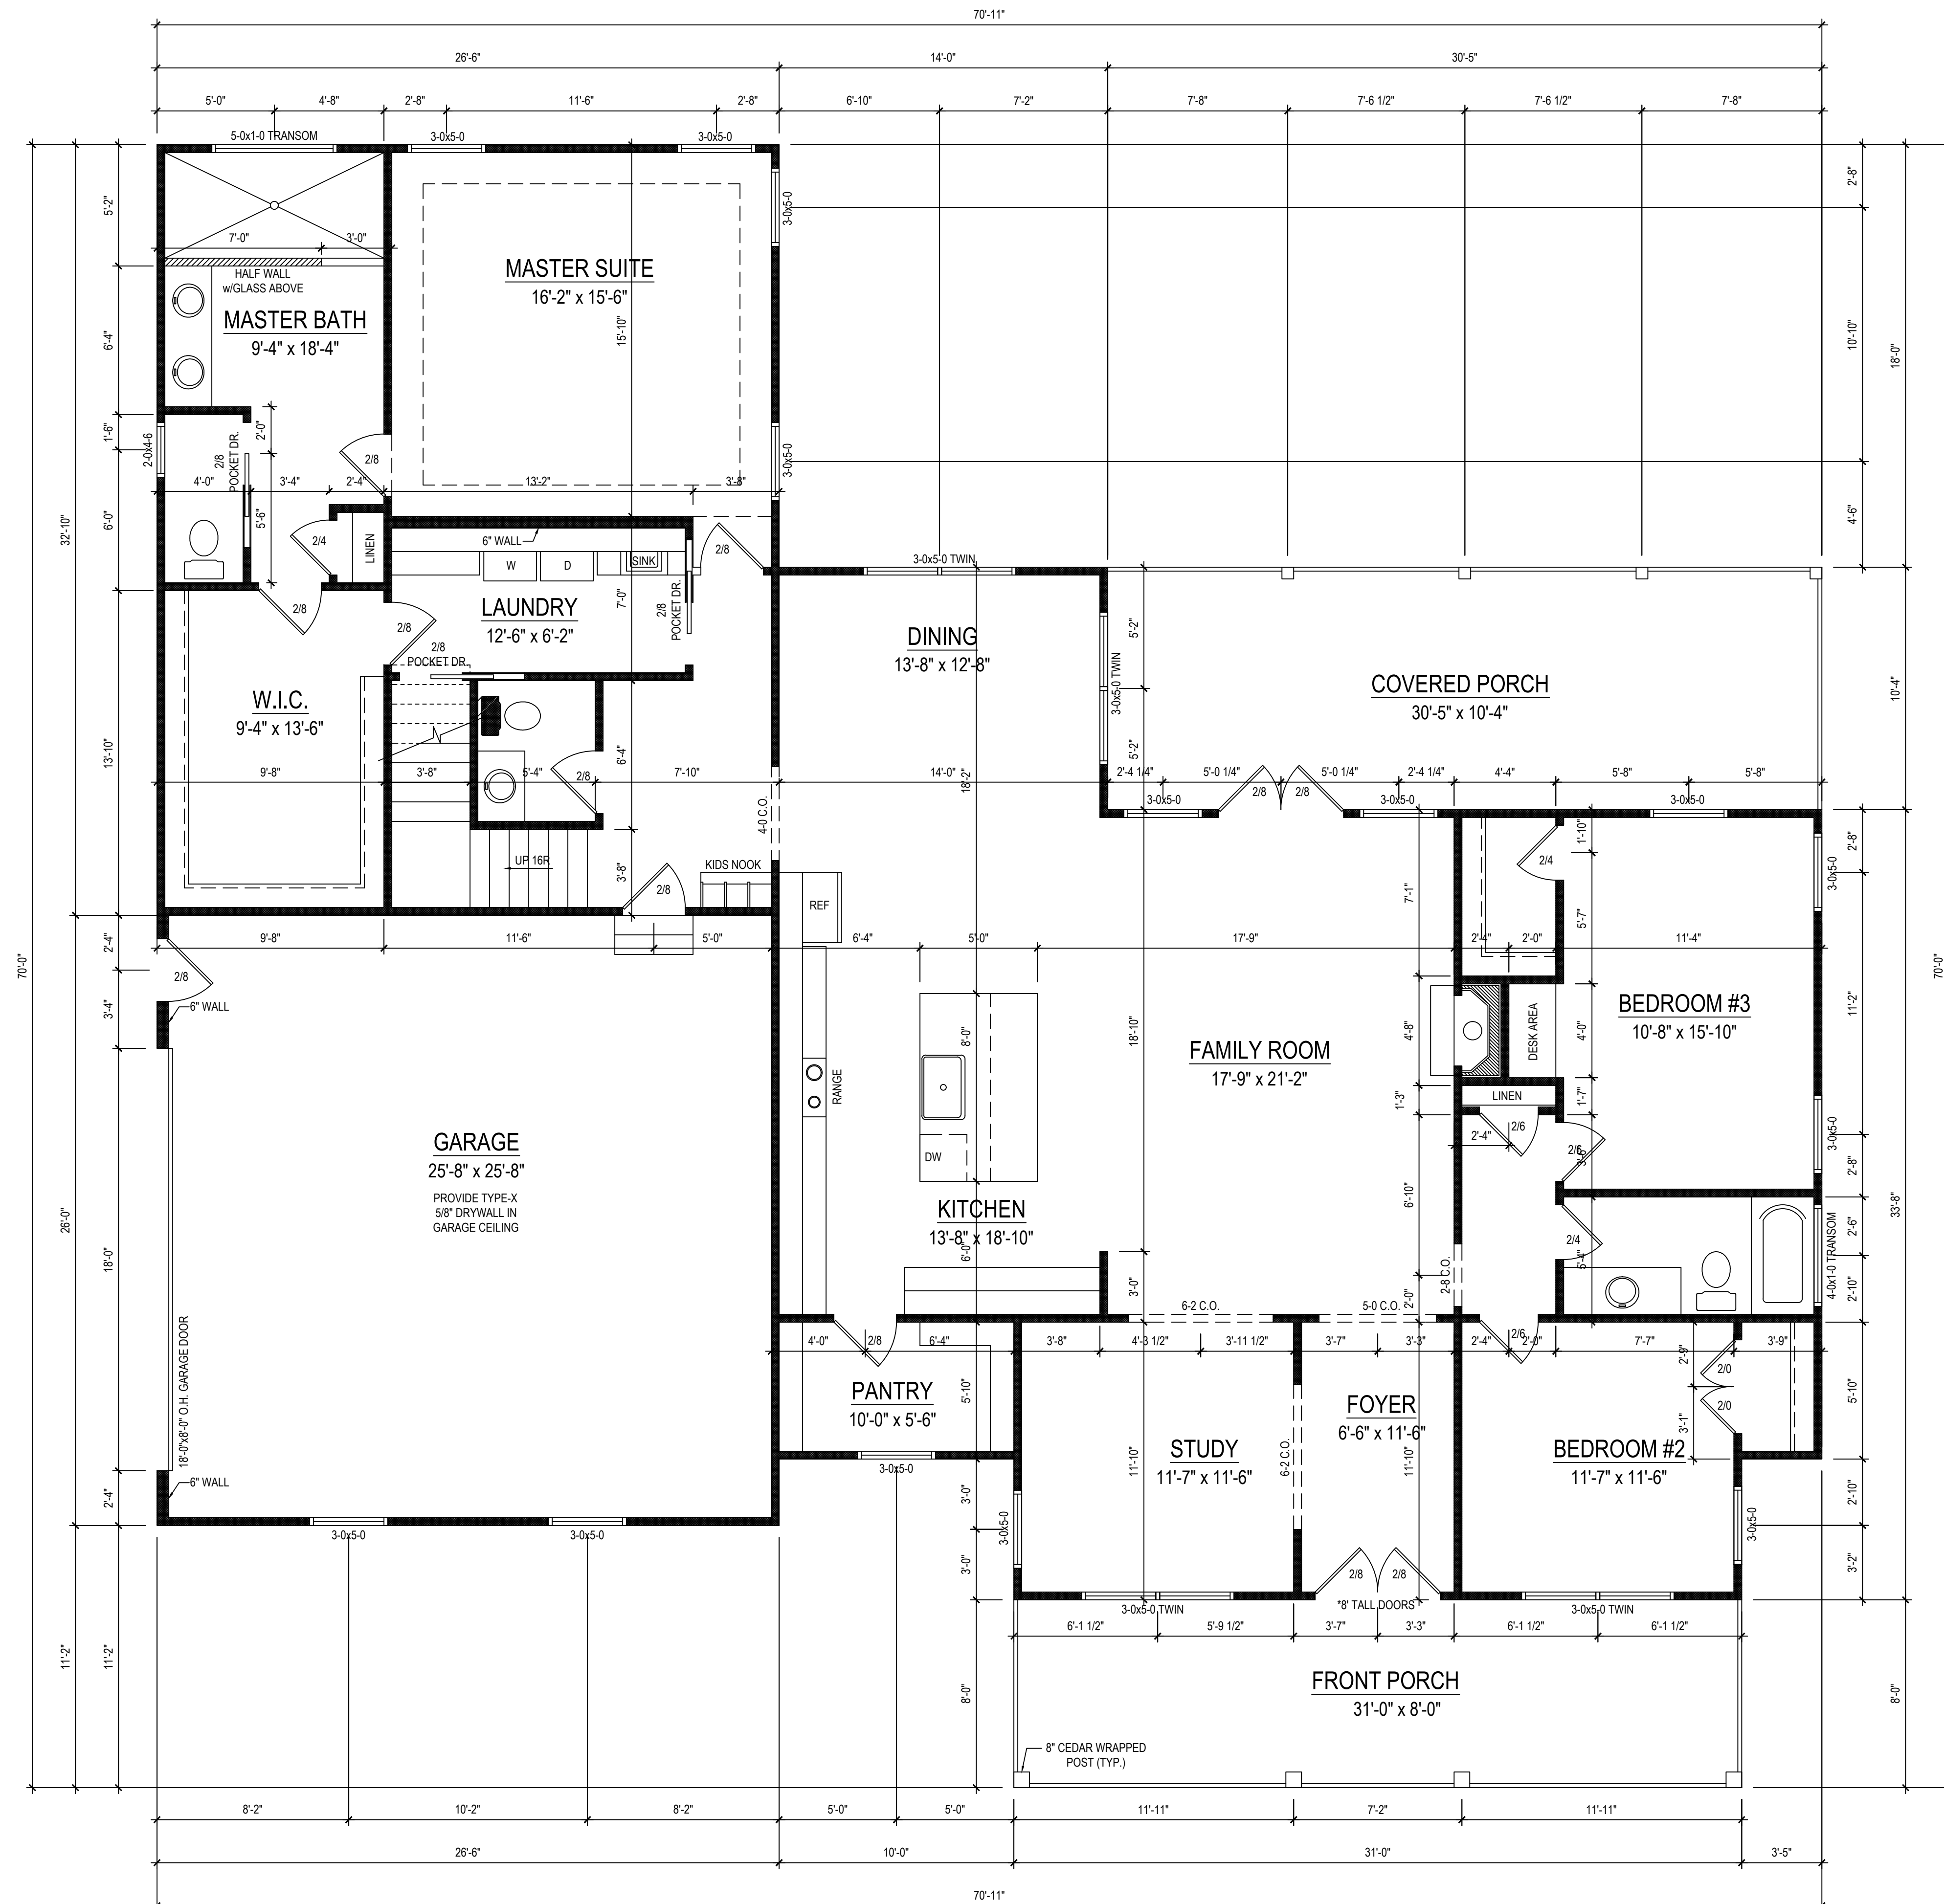 70'-11"
26'-6"
14'-0"
30'-5"
5'-0"
4'-8"
2'-8"
11'-6"
2'-8"
6'-10"
7'-2"
7'-8"
7'-6 1/2"
7'-6 1/2"
7'-8"
5-0x1-0 TRANSOM
3-0x5-0
3-0x5-0
5'-2"
7'-0"
3'-0"
HALF WALL
w/GLASS ABOVE
MASTER BATH
9'-4" x 18'-4"
MASTER SUITE
16'-2" x 15'-6"
15'-10"
3-0x5-0
3-0x5-0
2'-8"
10'-10"
18'-0"
4'-6"
6'-4"
1'-6"
2-0x4-6
2/8
POCKET DR.
2'-0"
2/8
4'-0"
3'-4"
2'-4"
13'-2"
3'-8"
5'-6"
6'-0"
32'-10"
2/4
LINEN
6" WALL
W
D
SINK
2/8
2/8
POCKET DR.
7'-0"
LAUNDRY
12'-6" x 6'-2"
2/8
2/8
2/8
POCKET DR.
W.I.C.
9'-4" x 13'-6"
13'-10"
9'-8"
3'-8"
5'-4"
2/8
6'-4"
7'-10"
4-0 C.O.
UP 16R
3'-8"
2/8
KIDS NOOK
3-0x5-0 TWIN
DINING
13'-8" x 12'-8"
14'-0"
18'-2"
5'-2"
3-0x5-0 TWIN
5'-2"
COVERED PORCH
30'-5" x 10'-4"
10'-4"
2'-4 1/4"
5'-0 1/4"
5'-0 1/4"
2'-4 1/4"
4'-4"
5'-8"
5'-8"
3-0x5-0
2/8
2/8
3-0x5-0
3-0x5-0
70'-0"
2'-4"
2/8
3'-4"
6" WALL
9'-8"
11'-6"
5'-0"
REF
6'-4"
5'-0"
17'-9"
7'-1"
2'-4"
2'-0"
11'-4"
2/4
1'-10"
5'-7"
2'-8"
3-0x5-0
70'-0"
GARAGE
25'-8" x 25'-8"
PROVIDE TYPE-X
5/8" DRYWALL IN
GARAGE CEILING
26'-0"
18'-0"
18'-0"x8'-0" O.H. GARAGE DOOR
6" WALL
2'-4"
3-0x5-0
3-0x5-0
RANGE
8'-0"
DW
KITCHEN
13'-8" x 18'-10"
6'-0"
18'-10"
3'-0"
FAMILY ROOM
17'-9" x 21'-2"
4'-8"
1'-3"
6'-10"
2'-0"
2-8 C.O.
6-2 C.O.
5-0 C.O.
DESK AREA
4'-0"
BEDROOM #3
10'-8" x 15'-10"
11'-2"
LINEN
1'-7"
2/6
2'-4"
2/6
3'-8"
3-0x5-0
2'-8"
33'-8"
2/4
5'-4"
4-0x1-0 TRANSOM
2'-6"
2'-10"
4'-0"
2/8
6'-4"
PANTRY
10'-0" x 5'-6"
5'-10"
3-0x5-0
3'-0"
3'-0"
3'-8"
4'-3 1/2"
3'-11 1/2"
3'-7"
3'-3"
2'-4"
2/6
2'-0"
7'-7"
3'-9"
STUDY
11'-7" x 11'-6"
11'-10"
3-0x5-0
6-2 C.O.
FOYER
6'-6" x 11'-6"
11'-10"
BEDROOM #2
11'-7" x 11'-6"
2'-9"
3'-1"
2/0
2/0
5'-10"
2'-10"
3-0x5-0
3'-2"
2/8
2/8
3-0x5-0 TWIN
*8' TALL DOORS
3-0x5-0 TWIN
6'-1 1/2"
5'-9 1/2"
3'-7"
3'-3"
6'-1 1/2"
6'-1 1/2"
FRONT PORCH
31'-0" x 8'-0"
8'-0"
8'-0"
11'-2"
11'-2"
8" CEDAR WRAPPED
POST (TYP.)
8'-2"
10'-2"
8'-2"
5'-0"
5'-0"
11'-11"
7'-2"
11'-11"
26'-6"
10'-0"
31'-0"
3'-5"
70'-11"